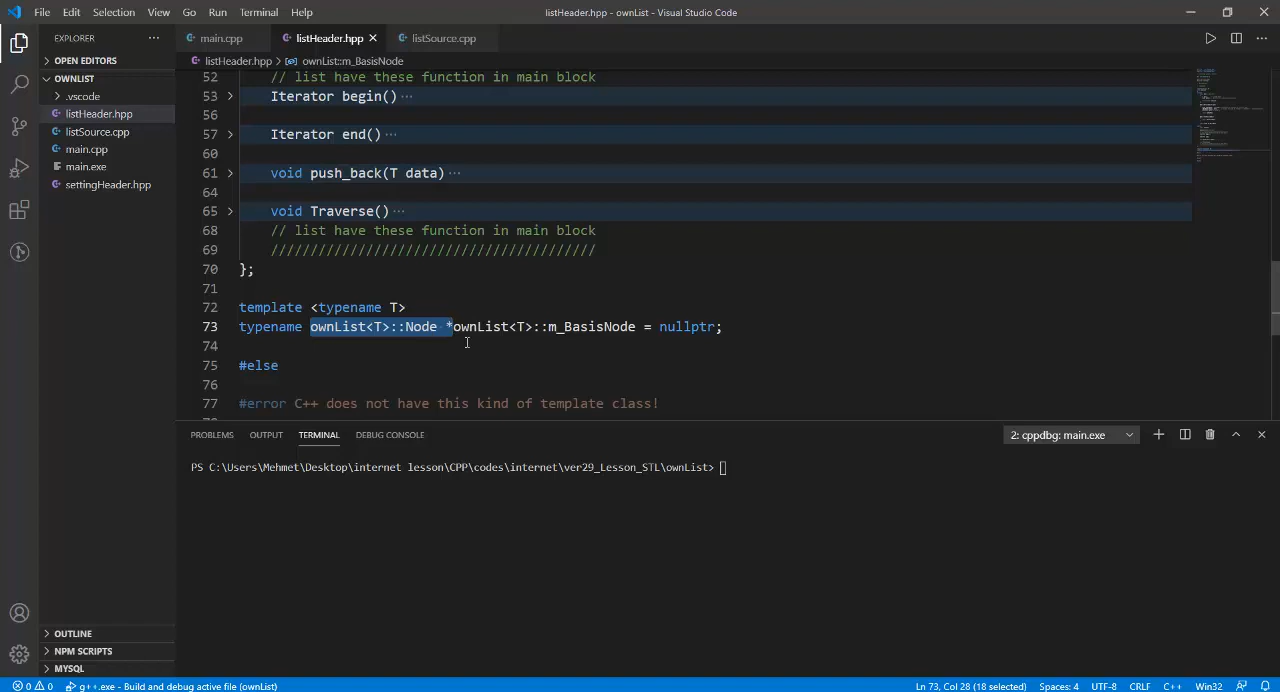 File Edit Selection View Go Run Terminal Help
listHeader.hpp - ownList - Visual Studio Code
EXPLORER
OPEN EDITORS
OWNLIST
.vscode
listHeader.hpp
listSource.cpp
main.cpp
main.exe
settingHeader.hpp
OUTLINE
NPM SCRIPTS
MYSQL
main.cpp listHeader.hpp listSource.cpp
listHeader.hpp > ownList::m_BasisNode
52 // list have these function in main block
53 Iterator begin()···
56
57 Iterator end()···
60
61 void push_back(T data)···
64
65 void Traverse()···
68 // list have these function in main block
69 /////////////////////////////////////////
70 };
71
72 template <typename T>
73 typename ownList<T>::Node *ownList<T>::m_BasisNode = nullptr;
74
75 #else
76
77 #error C++ does not have this kind of template class!
PROBLEMS OUTPUT TERMINAL DEBUG CONSOLE
2: cppdbg: main.exe
PS C:\Users\Mehmet\Desktop\internet lesson\CPP\codes\internet\ver29_Lesson_STL\ownList>
0 0 g++.exe - Build and debug active file (ownList)
Ln 73, Col 28 (18 selected) Spaces: 4 UTF-8 CRLF C++ Win32